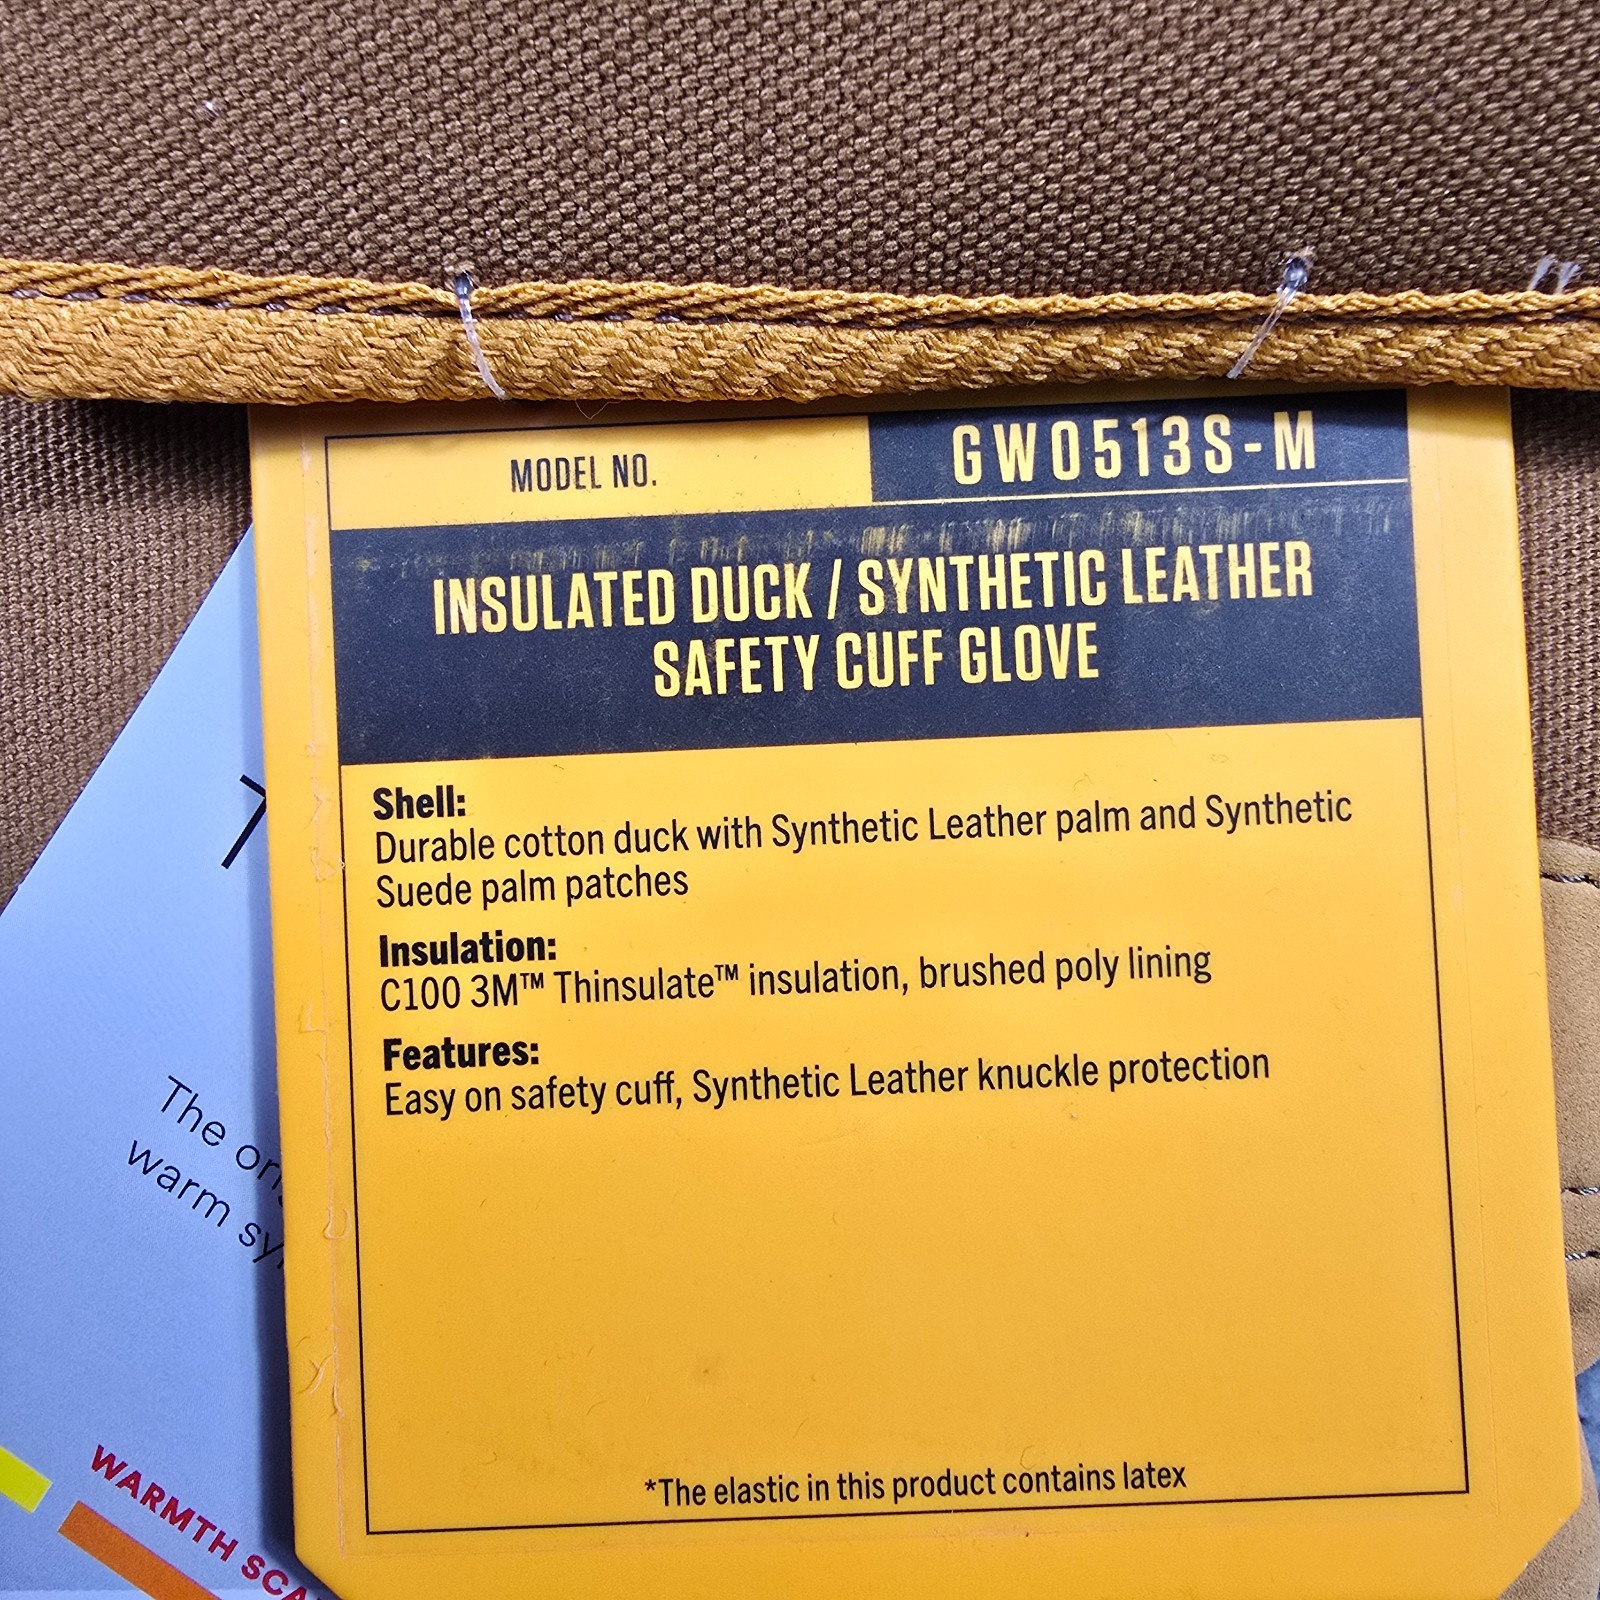 MODEL NO.
GW0513S-M
INSULATED DUCK / SYNTHETIC LEATHER
SAFETY CUFF GLOVE
Shell:
Durable cotton duck with Synthetic Leather palm and Synthetic
Suede palm patches
Insulation:
C100 3M™ Thinsulate™ insulation, brushed poly lining
Features:
Easy on safety cuff, Synthetic Leather knuckle protection
*The elastic in this product contains latex
The
warm
WARMTH